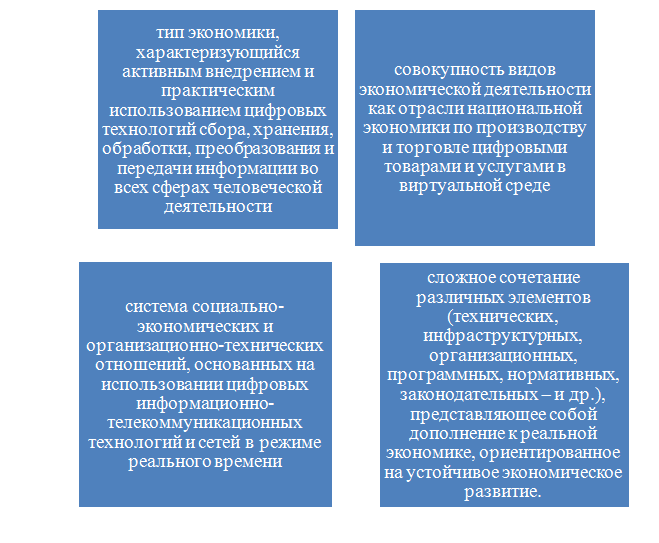 тип экономики,
характеризующийся
активным внедрением и
практическим
использованием цифровых
технологий сбора, хранения,
обработки, преобразования и
передачи информации во
всех сферах человеческой
деятельности
совокупность видов
экономической деятельности
как отрасли национальной
экономики по производству
и торговле цифровыми
товарами и услугами в
виртуальной среде
система социально-
экономических и
организационно-технических
отношений, основанных на
использовании цифровых
информационно-
телекоммуникационных
технологий и сетей в режиме
реального времени
сложное сочетание
различных элементов
(технических,
инфраструктурных,
организационных,
программных, нормативных,
законодательных – и др.),
представляющее собой
дополнение к реальной
экономике, ориентированное
на устойчивое экономическое
развитие.